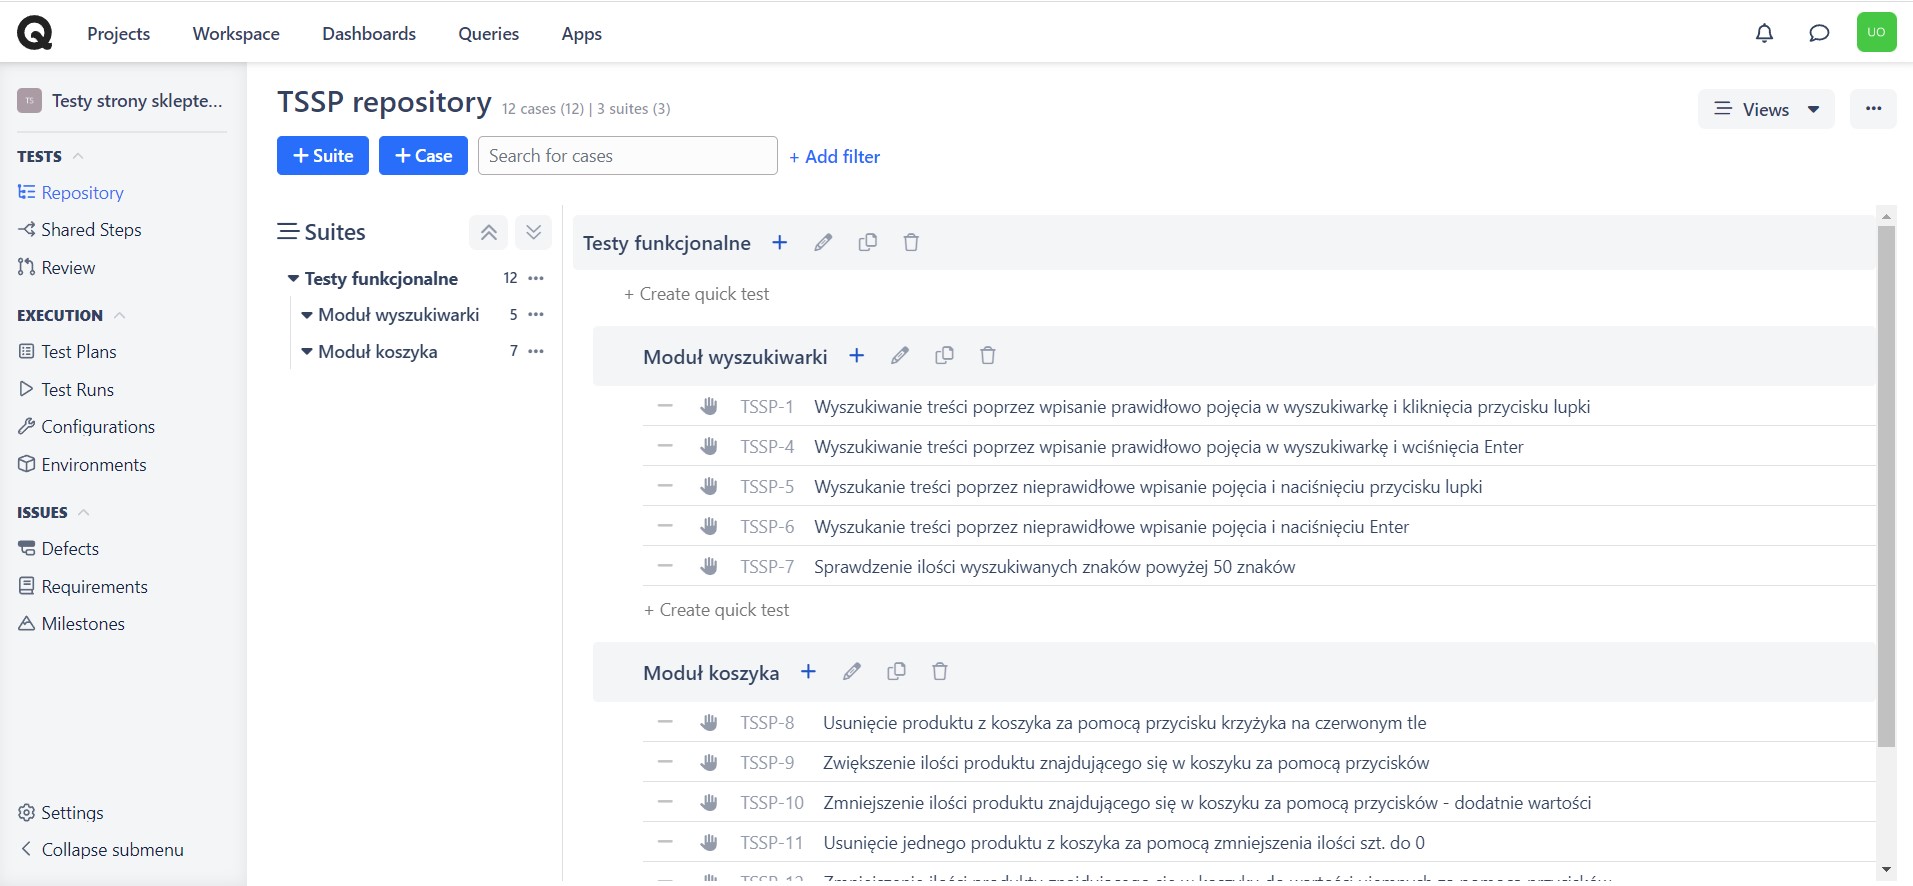 Projects Workspace Dashboards Queries Apps UO
TS Testy strony sklepte...
TESTS
Repository
Shared Steps
Review
EXECUTION
Test Plans
Test Runs
Configurations
Environments
ISSUES
Defects
Requirements
Milestones
Settings
Collapse submenu
TSSP repository 12 cases (12) | 3 suites (3)
Views
+ Suite + Case Search for cases + Add filter
Suites
Testy funkcjonalne 12
Moduł wyszukiwarki 5
Moduł koszyka 7
Testy funkcjonalne
+ Create quick test
Moduł wyszukiwarki
TSSP-1 Wyszukiwanie treści poprzez wpisanie prawidłowo pojęcia w wyszukiwarkę i kliknięcia przycisku lupki
TSSP-4 Wyszukiwanie treści poprzez wpisanie prawidłowo pojęcia w wyszukiwarkę i wciśnięcia Enter
TSSP-5 Wyszukanie treści poprzez nieprawidłowe wpisanie pojęcia i naciśnięciu przycisku lupki
TSSP-6 Wyszukanie treści poprzez nieprawidłowe wpisanie pojęcia i naciśnięciu Enter
TSSP-7 Sprawdzenie ilości wyszukiwanych znaków powyżej 50 znaków
+ Create quick test
Moduł koszyka
TSSP-8 Usunięcie produktu z koszyka za pomocą przycisku krzyżyka na czerwonym tle
TSSP-9 Zwiększenie ilości produktu znajdującego się w koszyku za pomocą przycisków
TSSP-10 Zmniejszenie ilości produktu znajdującego się w koszyku za pomocą przycisków - dodatnie wartości
TSSP-11 Usunięcie jednego produktu z koszyka za pomocą zmniejszenia ilości szt. do 0